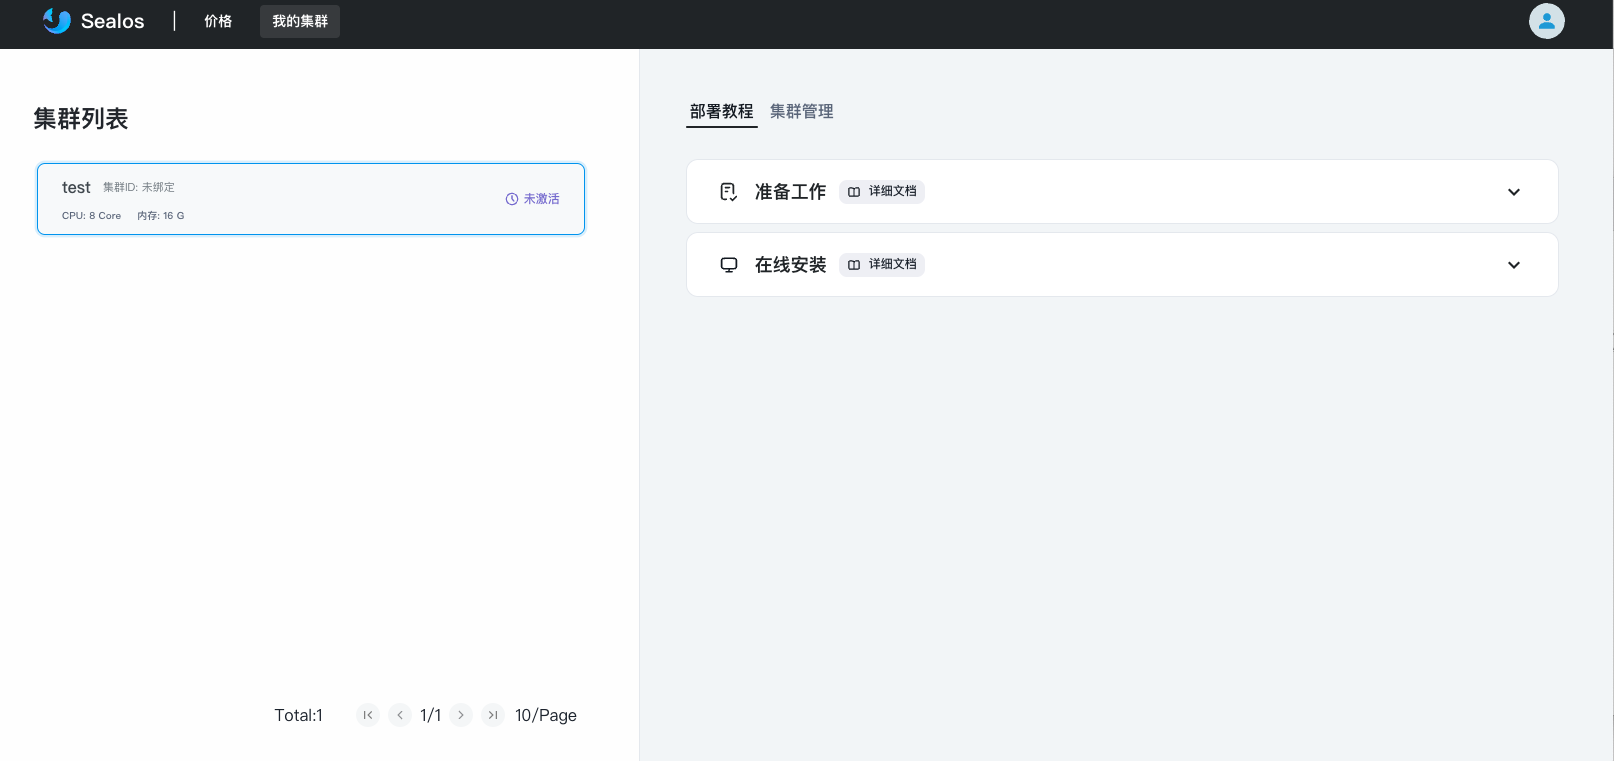 Sealos | 价格 我的集群
集群列表
test 集群ID: 未绑定
未激活
CPU: 8 Core 内存: 16 G
Total:1 1/1 10/Page
部署教程 集群管理
准备工作 详细文档
在线安装 详细文档